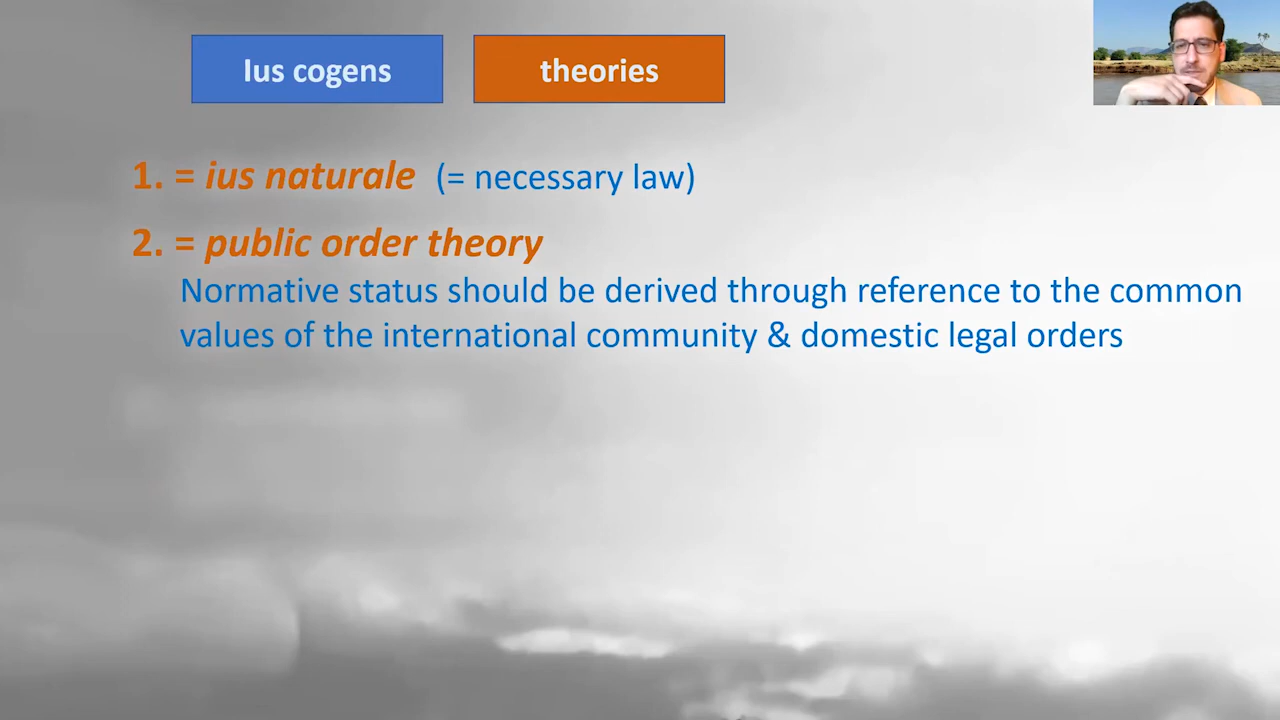 Ius cogens
theories
1. = ius naturale (= necessary law)
2. = public order theory
Normative status should be derived through reference to the common
values of the international community & domestic legal orders